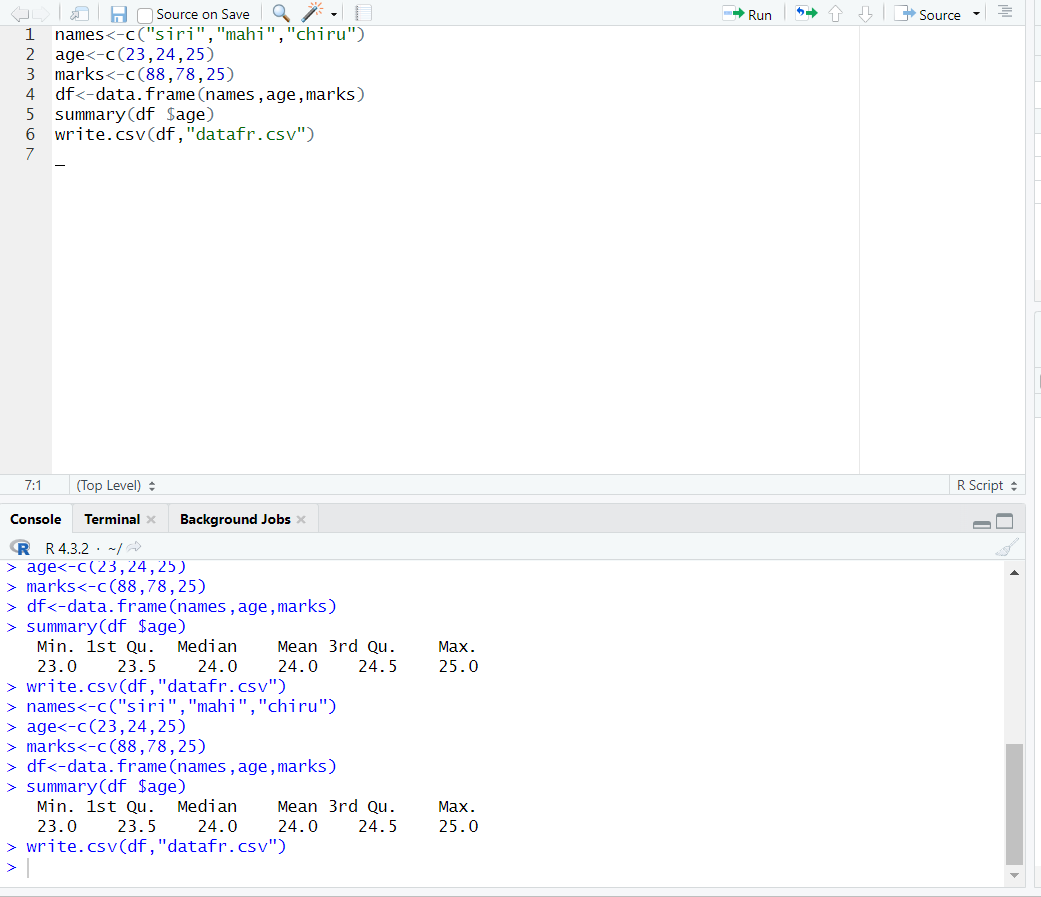 Source on Save Run Source
1 names<-c("siri","mahi","chiru")
2 age<-c(23,24,25)
3 marks<-c(88,78,25)
4 df<-data.frame(names,age,marks)
5 summary(df $age)
6 write.csv(df,"datafr.csv")
7
7:1 (Top Level) R Script
Console Terminal Background Jobs
R R 4.3.2 · ~/
> age<-c(23,24,25)
> marks<-c(88,78,25)
> df<-data.frame(names,age,marks)
> summary(df $age)
Min. 1st Qu. Median Mean 3rd Qu. Max.
23.0 23.5 24.0 24.0 24.5 25.0
> write.csv(df,"datafr.csv")
> names<-c("siri","mahi","chiru")
> age<-c(23,24,25)
> marks<-c(88,78,25)
> df<-data.frame(names,age,marks)
> summary(df $age)
Min. 1st Qu. Median Mean 3rd Qu. Max.
23.0 23.5 24.0 24.0 24.5 25.0
> write.csv(df,"datafr.csv")
>